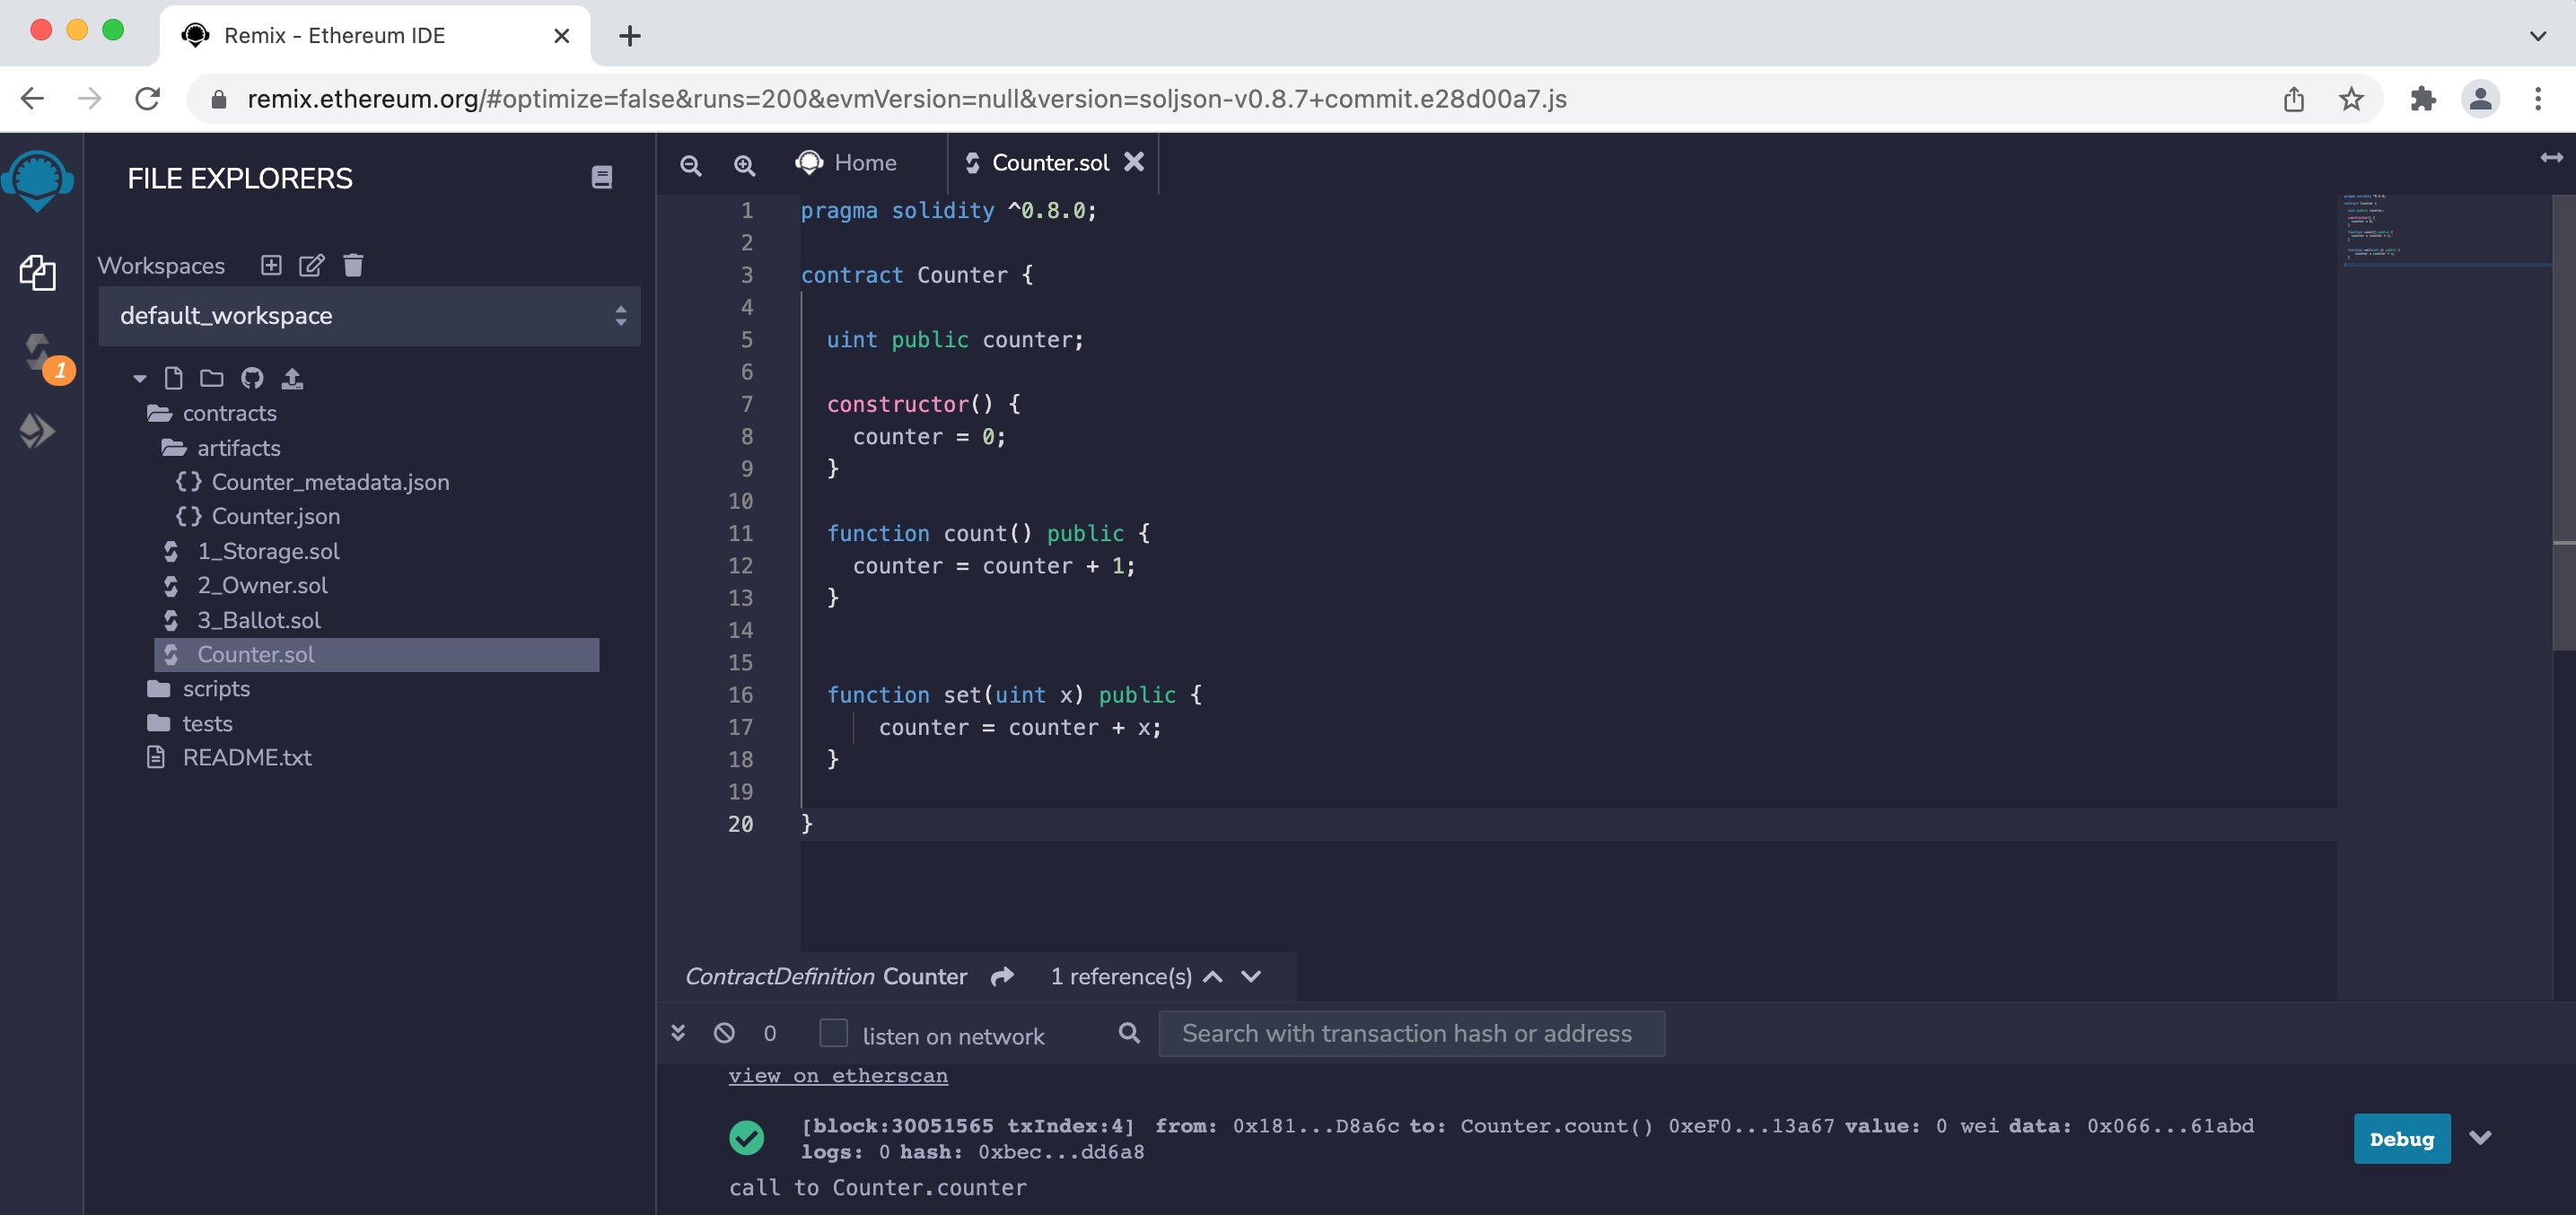 Remix - Ethereum IDE
remix.ethereum.org/#optimize=false&runs=200&evmVersion=null&version=soljson-v0.8.7+commit.e28d00a7.js
FILE EXPLORERS
Workspaces
default_workspace
1
contracts
artifacts
Counter_metadata.json
Counter.json
1_Storage.sol
2_Owner.sol
3_Ballot.sol
Counter.sol
scripts
tests
README.txt
Home
Counter.sol
1 pragma solidity ^0.8.0;
2
3 contract Counter {
4
5 uint public counter;
6
7 constructor() {
8 counter = 0;
9 }
10
11 function count() public {
12 counter = counter + 1;
13 }
14
15
16 function set(uint x) public {
17 counter = counter + x;
18 }
19
20 }
ContractDefinition Counter 1 reference(s)
0 listen on network Search with transaction hash or address
view on etherscan
[block:30051565 txIndex:4] from: 0x181...D8a6c to: Counter.count() 0xeF0...13a67 value: 0 wei data: 0x066...61abd
logs: 0 hash: 0xbec...dd6a8
Debug
call to Counter.counter